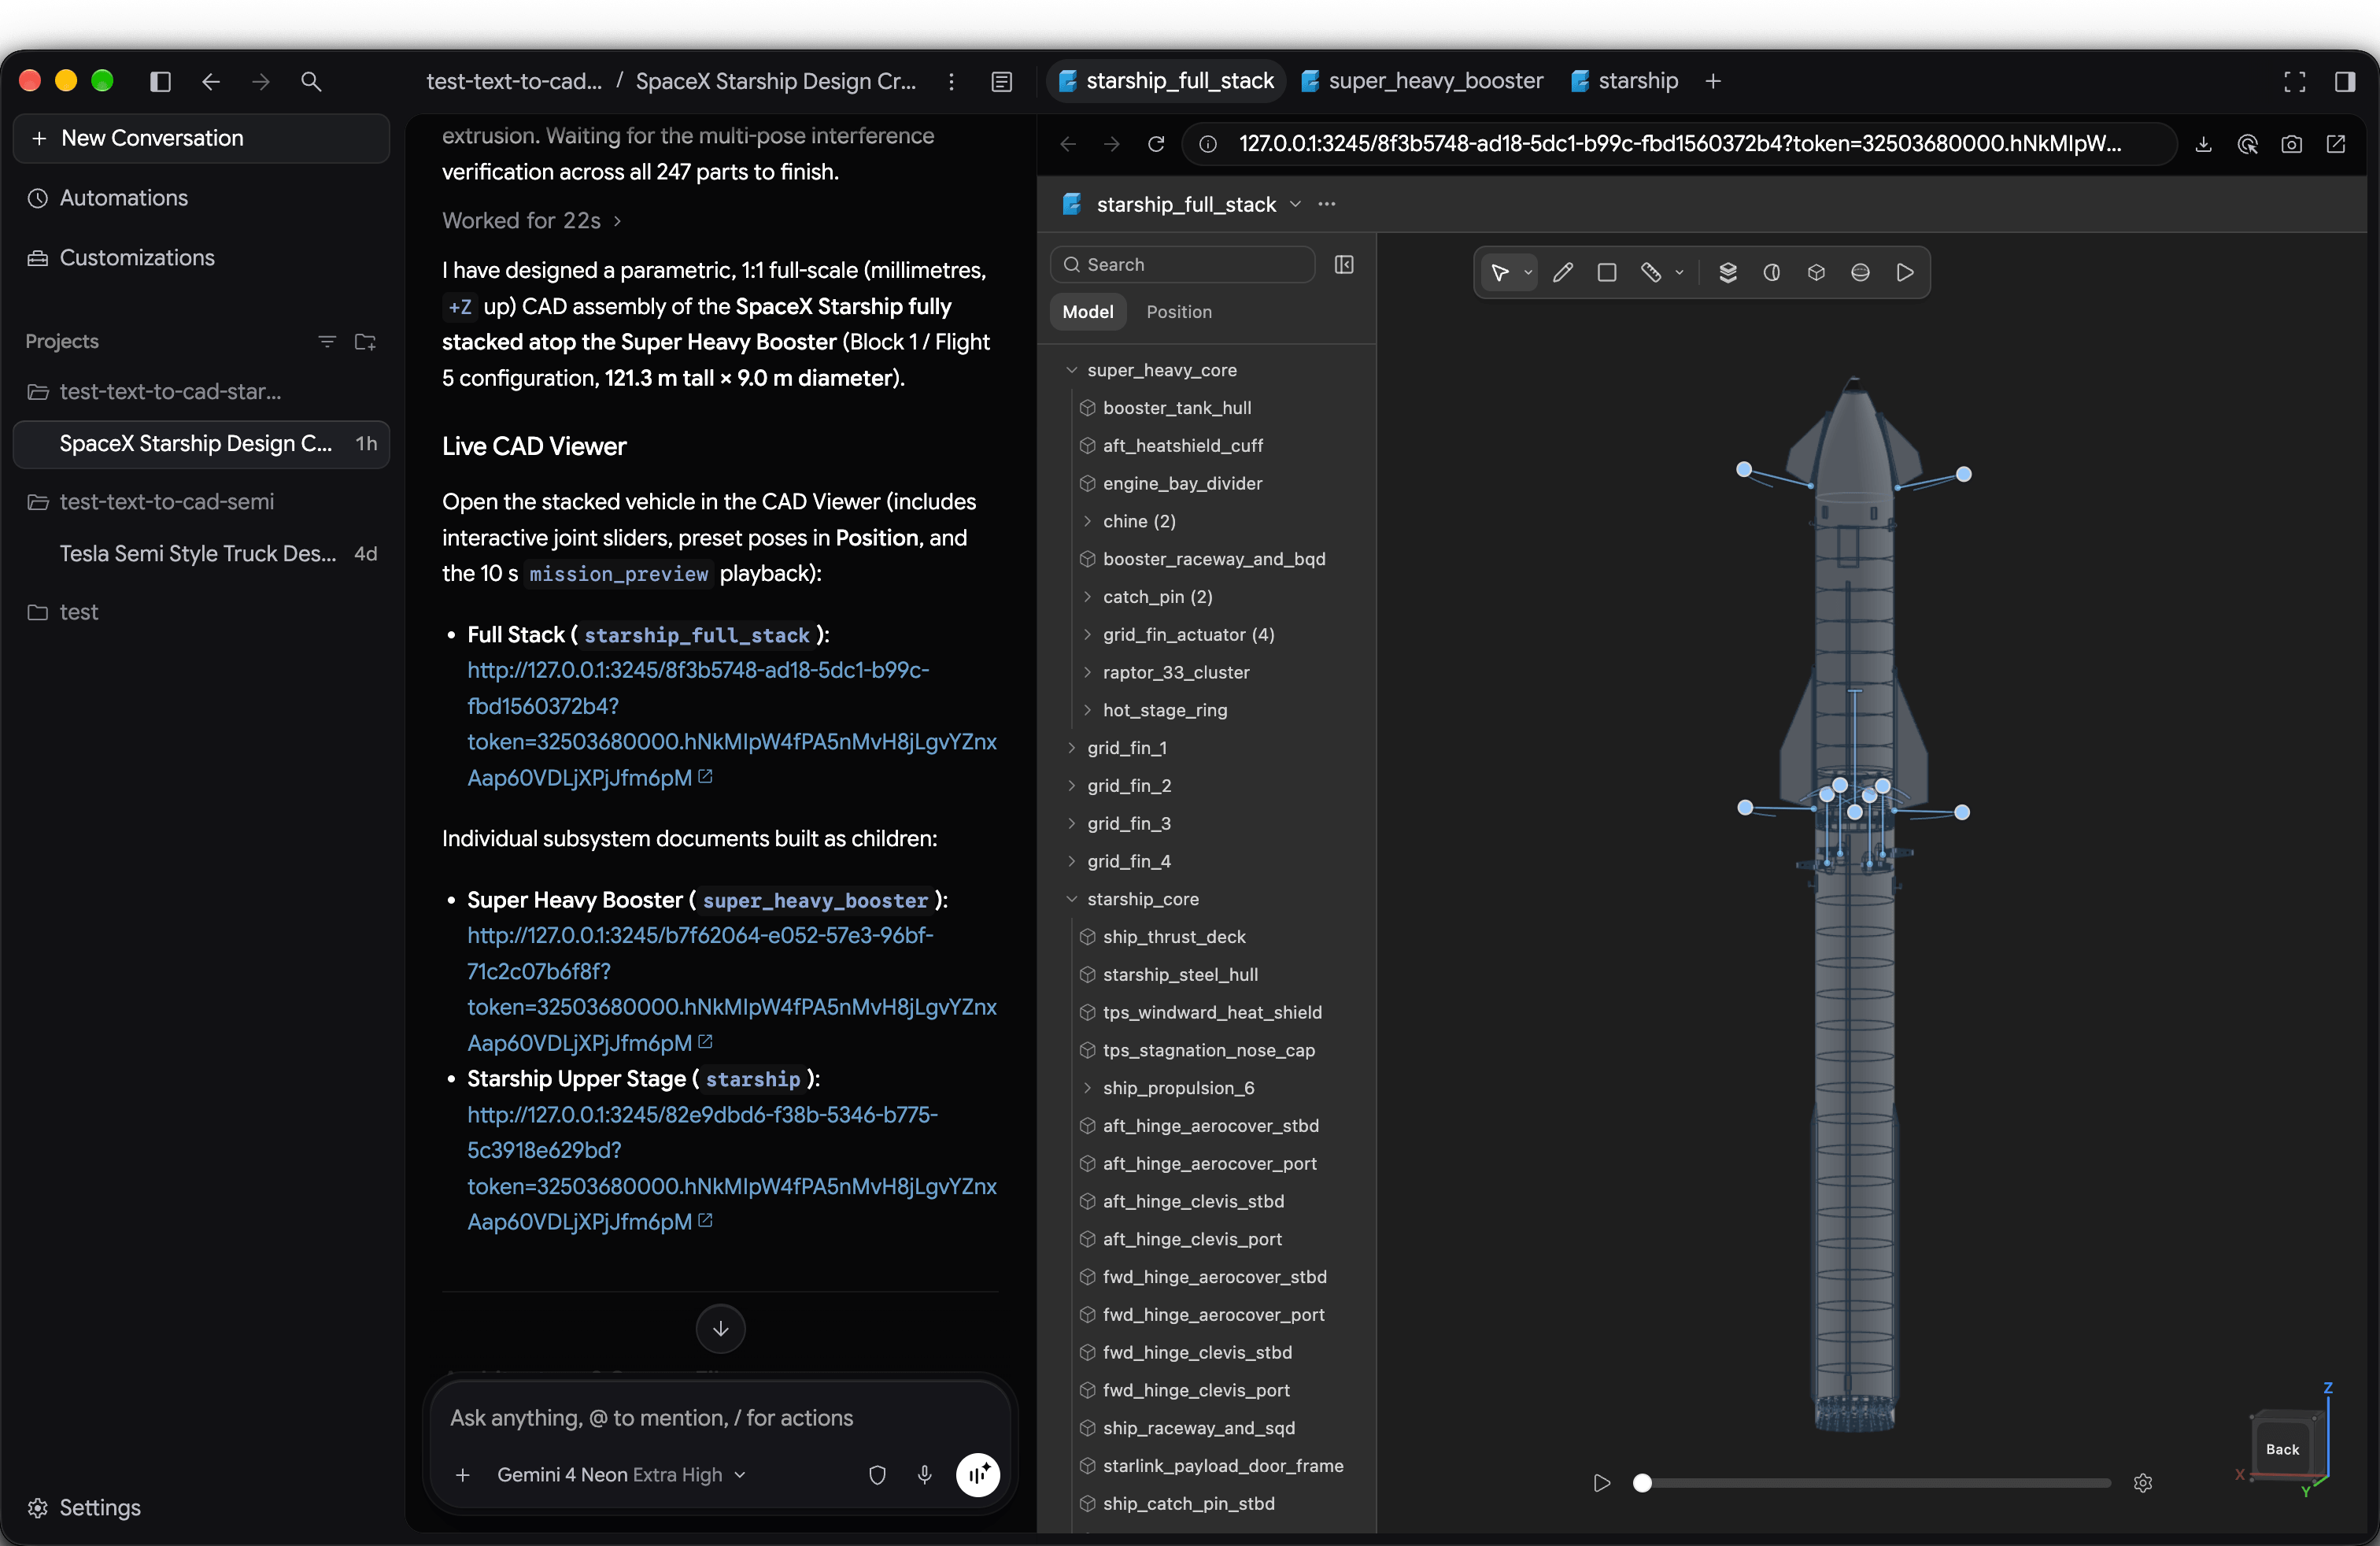 test-text-to-cad... / SpaceX Starship Design Cr...
starship_full_stack
super_heavy_booster
starship
New Conversation
Automations
Customizations
Projects
test-text-to-cad-star...
SpaceX Starship Design C... 1h
test-text-to-cad-semi
Tesla Semi Style Truck Des... 4d
test
Settings
extrusion. Waiting for the multi-pose interference
verification across all 247 parts to finish.
Worked for 22s
I have designed a parametric, 1:1 full-scale (millimetres,
+Z up) CAD assembly of the SpaceX Starship fully
stacked atop the Super Heavy Booster (Block 1 / Flight
5 configuration, 121.3 m tall × 9.0 m diameter).
Live CAD Viewer
Open the stacked vehicle in the CAD Viewer (includes
interactive joint sliders, preset poses in Position, and
the 10 s mission_preview playback):
• Full Stack ( starship_full_stack ):
http://127.0.0.1:3245/8f3b5748-ad18-5dc1-b99c-
fbd1560372b4?
token=32503680000.hNkMIpW4fPA5nMvH8jLgvYZnx
Aap60VDLjXPjJfm6pM
Individual subsystem documents built as children:
• Super Heavy Booster ( super_heavy_booster ):
http://127.0.0.1:3245/b7f62064-e052-57e3-96bf-
71c2c07b6f8f?
token=32503680000.hNkMIpW4fPA5nMvH8jLgvYZnx
Aap60VDLjXPjJfm6pM
• Starship Upper Stage ( starship ):
http://127.0.0.1:3245/82e9dbd6-f38b-5346-b775-
5c3918e629bd?
token=32503680000.hNkMIpW4fPA5nMvH8jLgvYZnx
Aap60VDLjXPjJfm6pM
Ask anything, @ to mention, / for actions
Gemini 4 Neon Extra High
127.0.0.1:3245/8f3b5748-ad18-5dc1-b99c-fbd1560372b4?token=32503680000.hNkMIpW...
starship_full_stack
Search
Model Position
super_heavy_core
booster_tank_hull
aft_heatshield_cuff
engine_bay_divider
chine (2)
booster_raceway_and_bqd
catch_pin (2)
grid_fin_actuator (4)
raptor_33_cluster
hot_stage_ring
grid_fin_1
grid_fin_2
grid_fin_3
grid_fin_4
starship_core
ship_thrust_deck
starship_steel_hull
tps_windward_heat_shield
tps_stagnation_nose_cap
ship_propulsion_6
aft_hinge_aerocover_stbd
aft_hinge_aerocover_port
aft_hinge_clevis_stbd
aft_hinge_clevis_port
fwd_hinge_aerocover_stbd
fwd_hinge_aerocover_port
fwd_hinge_clevis_stbd
fwd_hinge_clevis_port
ship_raceway_and_sqd
starlink_payload_door_frame
ship_catch_pin_stbd
Z
Back
X
Y